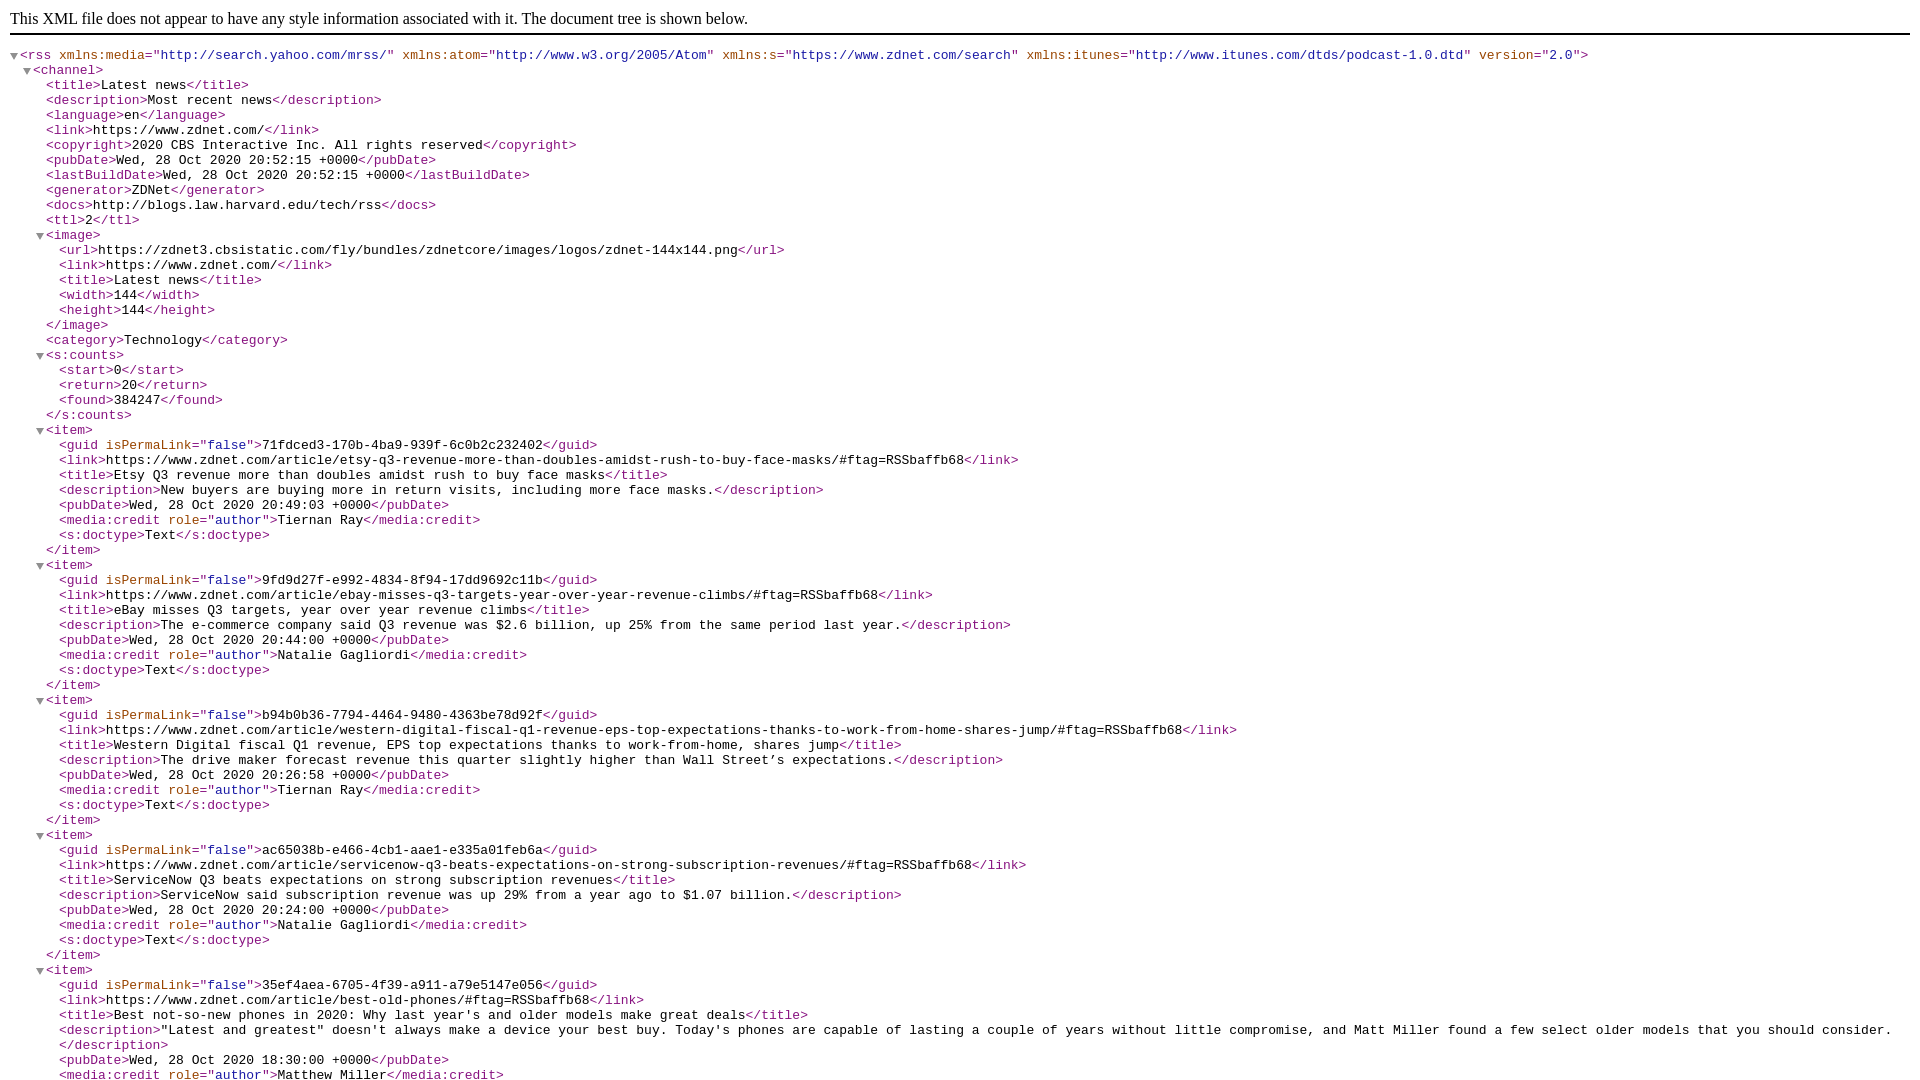 This XML file does not appear to have any style information associated with it. The document tree is shown below.
<rss xmlns:media="http://search.yahoo.com/mrss/" xmlns:atom="http://www.w3.org/2005/Atom" xmlns:s="https://www.zdnet.com/search" xmlns:itunes="http://www.itunes.com/dtds/podcast-1.0.dtd" version="2.0">
<channel>
<title>Latest news</title>
<description>Most recent news</description>
<language>en</language>
<link>https://www.zdnet.com/</link>
<copyright>2020 CBS Interactive Inc. All rights reserved</copyright>
<pubDate>Wed, 28 Oct 2020 20:52:15 +0000</pubDate>
<lastBuildDate>Wed, 28 Oct 2020 20:52:15 +0000</lastBuildDate>
<generator>ZDNet</generator>
<docs>http://blogs.law.harvard.edu/tech/rss</docs>
<ttl>2</ttl>
<image>
<url>https://zdnet3.cbsistatic.com/fly/bundles/zdnetcore/images/logos/zdnet-144x144.png</url>
<link>https://www.zdnet.com/</link>
<title>Latest news</title>
<width>144</width>
<height>144</height>
</image>
<category>Technology</category>
<s:counts>
<start>0</start>
<return>20</return>
<found>384247</found>
</s:counts>
<item>
<guid isPermaLink="false">71fdced3-170b-4ba9-939f-6c0b2c232402</guid>
<link>https://www.zdnet.com/article/etsy-q3-revenue-more-than-doubles-amidst-rush-to-buy-face-masks/#ftag=RSSbaffb68</link>
<title>Etsy Q3 revenue more than doubles amidst rush to buy face masks</title>
<description>New buyers are buying more in return visits, including more face masks.</description>
<pubDate>Wed, 28 Oct 2020 20:49:03 +0000</pubDate>
<media:credit role="author">Tiernan Ray</media:credit>
<s:doctype>Text</s:doctype>
</item>
<item>
<guid isPermaLink="false">9fd9d27f-e992-4834-8f94-17dd9692c11b</guid>
<link>https://www.zdnet.com/article/ebay-misses-q3-targets-year-over-year-revenue-climbs/#ftag=RSSbaffb68</link>
<title>eBay misses Q3 targets, year over year revenue climbs</title>
<description>The e-commerce company said Q3 revenue was $2.6 billion, up 25% from the same period last year.</description>
<pubDate>Wed, 28 Oct 2020 20:44:00 +0000</pubDate>
<media:credit role="author">Natalie Gagliordi</media:credit>
<s:doctype>Text</s:doctype>
</item>
<item>
<guid isPermaLink="false">b94b0b36-7794-4464-9480-4363be78d92f</guid>
<link>https://www.zdnet.com/article/western-digital-fiscal-q1-revenue-eps-top-expectations-thanks-to-work-from-home-shares-jump/#ftag=RSSbaffb68</link>
<title>Western Digital fiscal Q1 revenue, EPS top expectations thanks to work-from-home, shares jump</title>
<description>The drive maker forecast revenue this quarter slightly higher than Wall Street’s expectations.</description>
<pubDate>Wed, 28 Oct 2020 20:26:58 +0000</pubDate>
<media:credit role="author">Tiernan Ray</media:credit>
<s:doctype>Text</s:doctype>
</item>
<item>
<guid isPermaLink="false">ac65038b-e466-4cb1-aae1-e335a01feb6a</guid>
<link>https://www.zdnet.com/article/servicenow-q3-beats-expectations-on-strong-subscription-revenues/#ftag=RSSbaffb68</link>
<title>ServiceNow Q3 beats expectations on strong subscription revenues</title>
<description>ServiceNow said subscription revenue was up 29% from a year ago to $1.07 billion.</description>
<pubDate>Wed, 28 Oct 2020 20:24:00 +0000</pubDate>
<media:credit role="author">Natalie Gagliordi</media:credit>
<s:doctype>Text</s:doctype>
</item>
<item>
<guid isPermaLink="false">35ef4aea-6705-4f39-a911-a79e5147e056</guid>
<link>https://www.zdnet.com/article/best-old-phones/#ftag=RSSbaffb68</link>
<title>Best not-so-new phones in 2020: Why last year's and older models make great deals</title>
<description>"Latest and greatest" doesn't always make a device your best buy. Today's phones are capable of lasting a couple of years without little compromise, and Matt Miller found a few select older models that you should consider.
</description>
<pubDate>Wed, 28 Oct 2020 18:30:00 +0000</pubDate>
<media:credit role="author">Matthew Miller</media:credit>